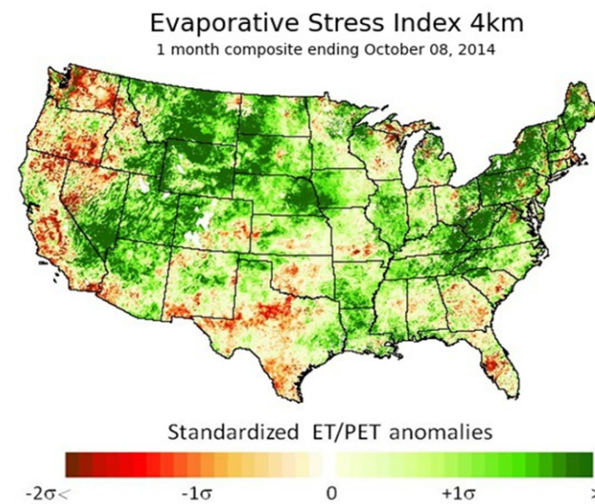 Evaporative Stress Index 4km
1 month composite ending October 08, 2014
Standardized ET/PET anomalies
-2σ< -1σ 0 +1σ >